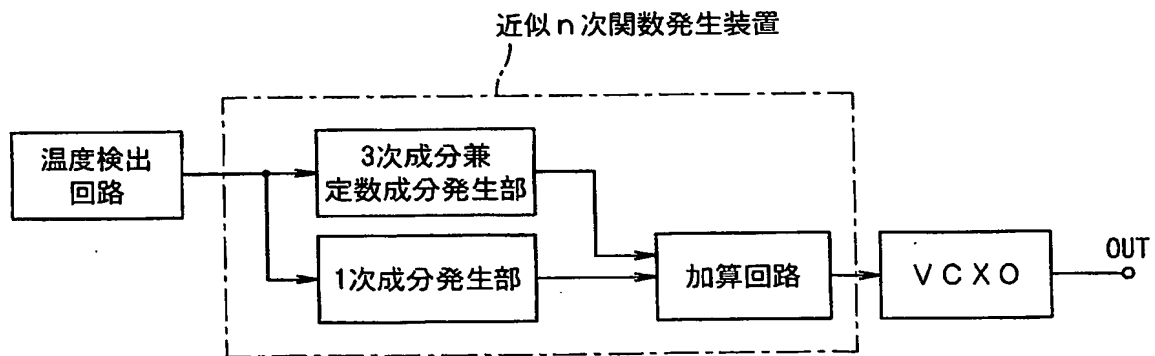 近似n次関数発生装置
温度検出
回路
3次成分兼
定数成分発生部
1次成分発生部
加算回路
VCXO
OUT